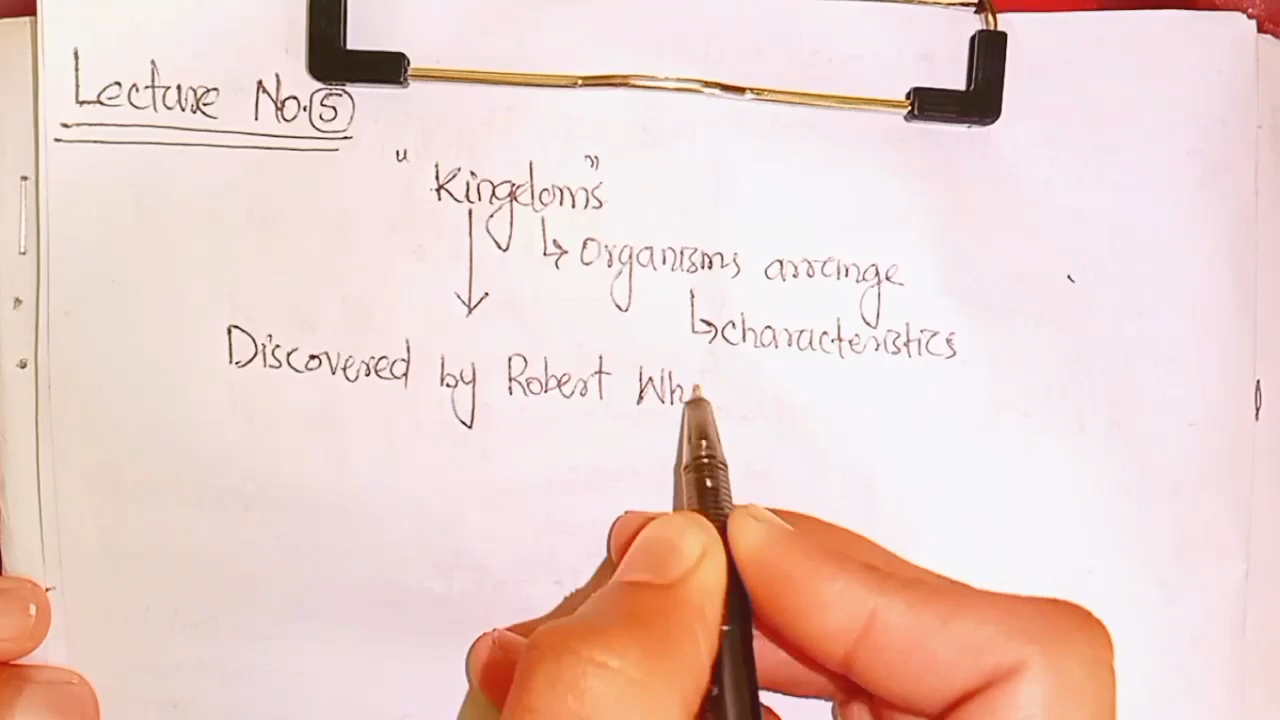 Lecture No.5
"Kingdoms"
Organisms arrange
characteristics
Discovered by Robert Wh